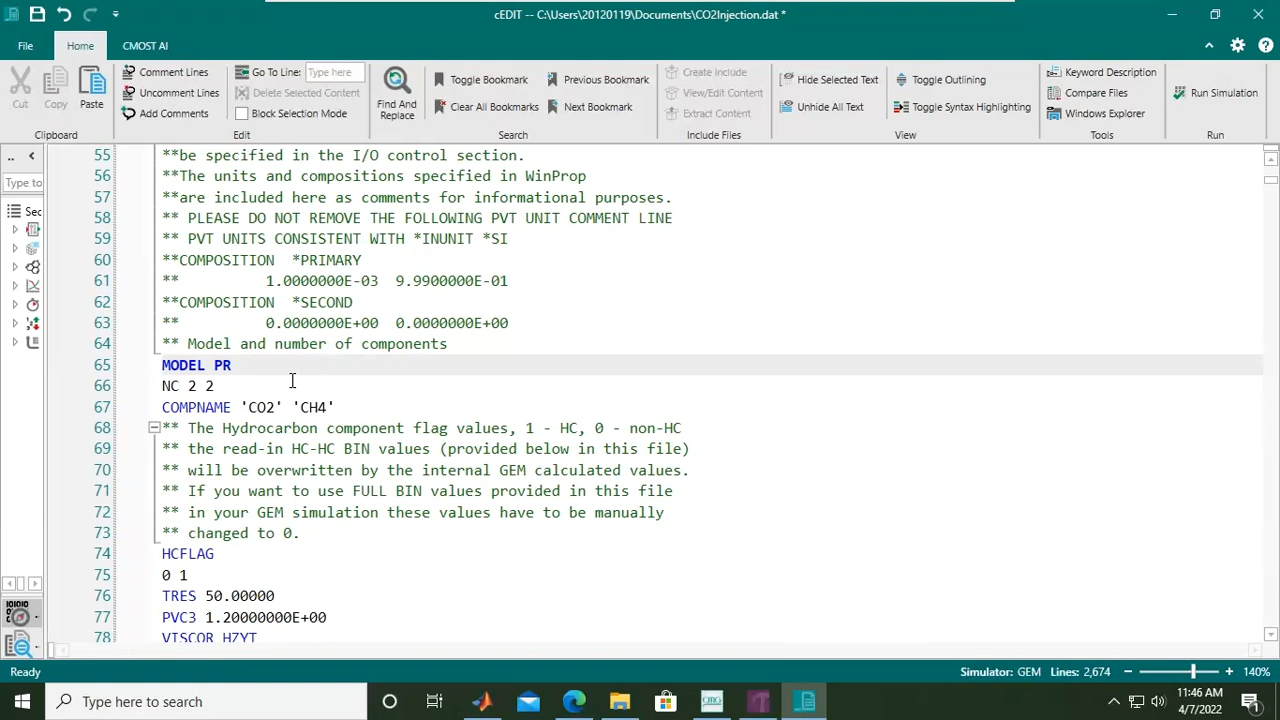 cEDIT -- C:\Users\20120119\Documents\CO2Injection.dat *
File
Home
CMOST AI
Cut
Copy
Paste
Clipboard
Comment Lines
Uncomment Lines
Add Comments
Go To Line:
Type here
Delete Selected Content
Block Selection Mode
Edit
Find And
Replace
Toggle Bookmark
Clear All Bookmarks
Previous Bookmark
Next Bookmark
Search
Create Include
View/Edit Content
Extract Content
Include Files
Hide Selected Text
Unhide All Text
Toggle Outlining
Toggle Syntax Highlighting
View
Keyword Description
Compare Files
Windows Explorer
Tools
Run Simulation
Run
..
Type to
Sec
55 **be specified in the I/O control section.
56 **The units and compositions specified in WinProp
57 **are included here as comments for informational purposes.
58 ** PLEASE DO NOT REMOVE THE FOLLOWING PVT UNIT COMMENT LINE
59 ** PVT UNITS CONSISTENT WITH *INUNIT *SI
60 **COMPOSITION *PRIMARY
61 ** 1.0000000E-03 9.9900000E-01
62 **COMPOSITION *SECOND
63 ** 0.0000000E+00 0.0000000E+00
64 ** Model and number of components
65 MODEL PR
66 NC 2 2
67 COMPNAME 'CO2' 'CH4'
68 ** The Hydrocarbon component flag values, 1 - HC, 0 - non-HC
69 ** the read-in HC-HC BIN values (provided below in this file)
70 ** will be overwritten by the internal GEM calculated values.
71 ** If you want to use FULL BIN values provided in this file
72 ** in your GEM simulation these values have to be manually
73 ** changed to 0.
74 HCFLAG
75 0 1
76 TRES 50.00000
77 PVC3 1.20000000E+00
78 VISCOR HZYT
Ready
Simulator: GEM
Lines: 2,674
140%
Type here to search
11:46 AM
4/7/2022